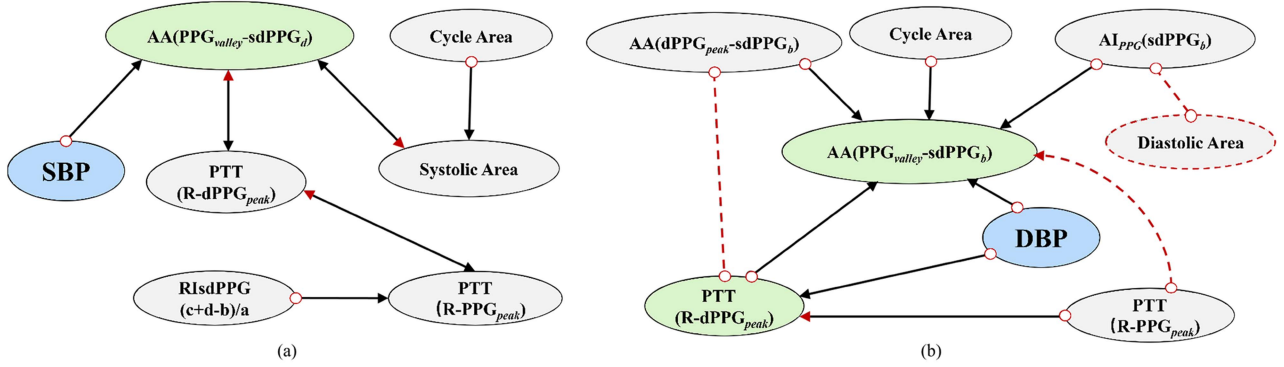 AA(PPGvalley-sdPPGd)
Cycle Area
SBP
PTT
(R-dPPGpeak)
Systolic Area
RIsdPPG
(c+d-b)/a
PTT
(R-PPGpeak)
(a)
AA(dPPGpeak-sdPPGb)
Cycle Area
AIPPG(sdPPGb)
Diastolic Area
AA(PPGvalley-sdPPGb)
DBP
PTT
(R-dPPGpeak)
PTT
(R-PPGpeak)
(b)